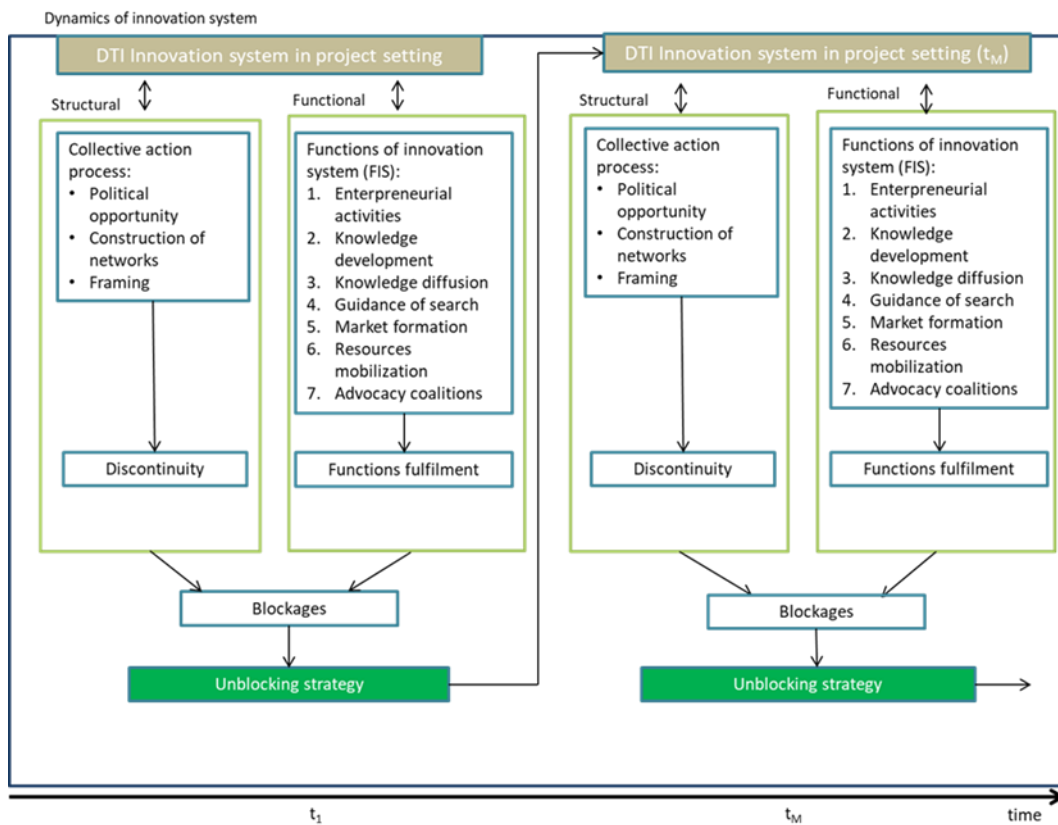 Dynamics of innovation system
DTI Innovation system in project setting
Structural
Functional
Collective action
process:
• Political
opportunity
• Construction of
networks
• Framing
Discontinuity
Functions of innovation
system (FIS):
1. Enterpreneurial
activities
2. Knowledge
development
3. Knowledge diffusion
4. Guidance of search
5. Market formation
6. Resources
mobilization
7. Advocacy coalitions
Functions fulfilment
Blockages
Unblocking strategy
DTI Innovation system in project setting (tM)
Structural
Functional
Collective action
process:
• Political
opportunity
• Construction of
networks
• Framing
Discontinuity
Functions of innovation
system (FIS):
1. Enterpreneurial
activities
2. Knowledge
development
3. Knowledge diffusion
4. Guidance of search
5. Market formation
6. Resources
mobilization
7. Advocacy coalitions
Functions fulfilment
Blockages
Unblocking strategy
t1
tM
time